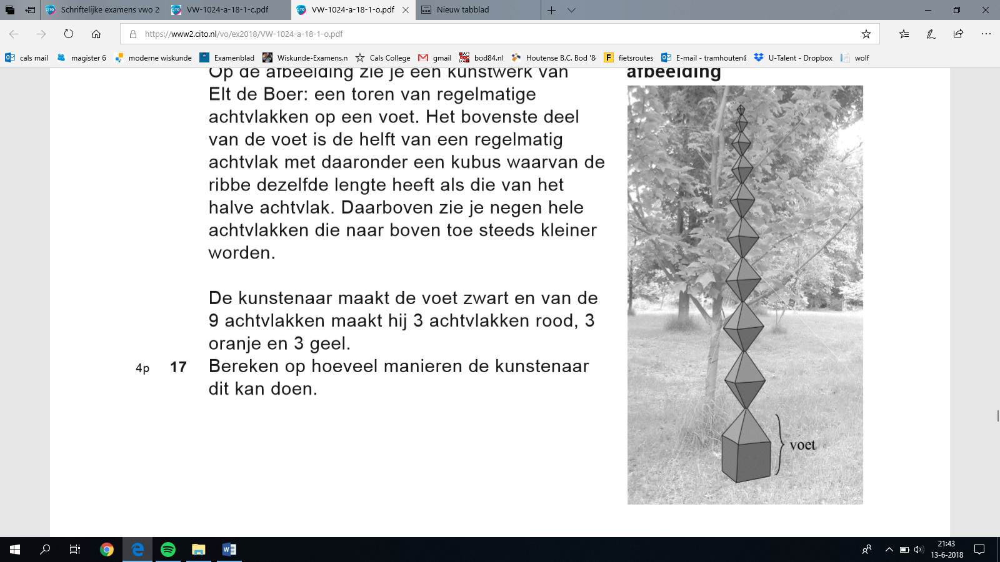 Schriftelijke examens vwo 2
VW-1024-a-18-1-c.pdf
VW-1024-a-18-1-o.pdf
Nieuw tabblad
https://www2.cito.nl/vo/ex2018/VW-1024-a-18-1-o.pdf
cals mail
magister 6
moderne wiskunde
Examenblad
Wiskunde-Examens.n
Cals College
gmail
bod84.nl
Houtense B.C. Bod '84
fietsroutes
E-mail - tramhouten@
U-Talent - Dropbox
wolf
Op de afbeelding zie je een kunstwerk van
Elt de Boer: een toren van regelmatige
achtvlakken op een voet. Het bovenste deel
van de voet is de helft van een regelmatig
achtvlak met daaronder een kubus waarvan de
ribbe dezelfde lengte heeft als die van het
halve achtvlak. Daarboven zie je negen hele
achtvlakken die naar boven toe steeds kleiner
worden.
De kunstenaar maakt de voet zwart en van de
9 achtvlakken maakt hij 3 achtvlakken rood, 3
oranje en 3 geel.
4p 17 Bereken op hoeveel manieren de kunstenaar
dit kan doen.
afbeelding
voet
21:43
13-6-2018